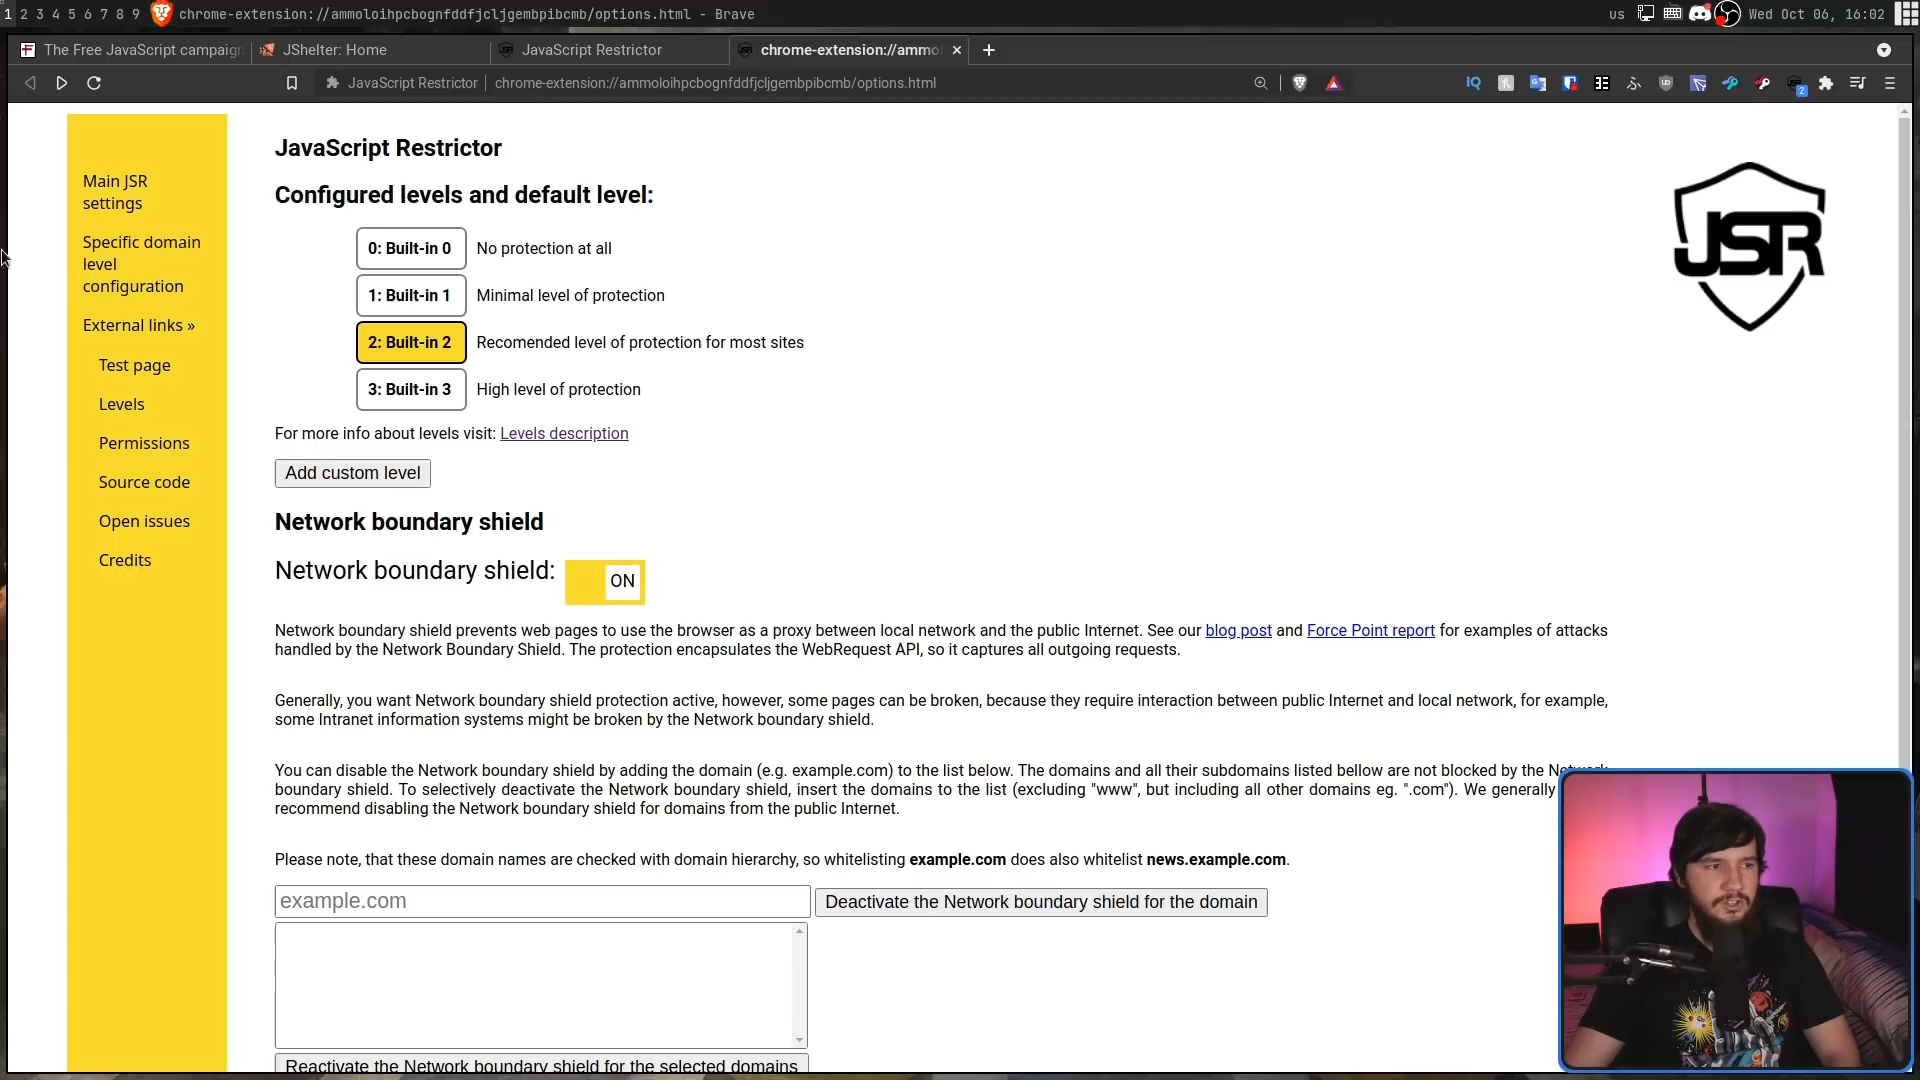 1 2 3 4 5 6 7 8 9 chrome-extension://ammoloihpcbognfddfjcljgembpibcmb/options.html - Brave
us Wed Oct 06, 16:02
The Free JavaScript campaign
JShelter: Home
JavaScript Restrictor
chrome-extension://ammo
JavaScript Restrictor chrome-extension://ammoloihpcbognfddfjcljgembpibcmb/options.html
IQ
2
Main JSR
settings
Specific domain
level
configuration
External links »
Test page
Levels
Permissions
Source code
Open issues
Credits
JavaScript Restrictor
Configured levels and default level:
0: Built-in 0 No protection at all
1: Built-in 1 Minimal level of protection
2: Built-in 2 Recomended level of protection for most sites
3: Built-in 3 High level of protection
For more info about levels visit: Levels description
Add custom level
JSR
Network boundary shield
Network boundary shield: ON
Network boundary shield prevents web pages to use the browser as a proxy between local network and the public Internet. See our blog post and Force Point report for examples of attacks
handled by the Network Boundary Shield. The protection encapsulates the WebRequest API, so it captures all outgoing requests.
Generally, you want Network boundary shield protection active, however, some pages can be broken, because they require interaction between public Internet and local network, for example,
some Intranet information systems might be broken by the Network boundary shield.
You can disable the Network boundary shield by adding the domain (e.g. example.com) to the list below. The domains and all their subdomains listed bellow are not blocked by the Network
boundary shield. To selectively deactivate the Network boundary shield, insert the domains to the list (excluding "www", but including all other domains eg. ".com"). We generally
recommend disabling the Network boundary shield for domains from the public Internet.
Please note, that these domain names are checked with domain hierarchy, so whitelisting example.com does also whitelist news.example.com.
example.com
Deactivate the Network boundary shield for the domain
Reactivate the Network boundary shield for the selected domains